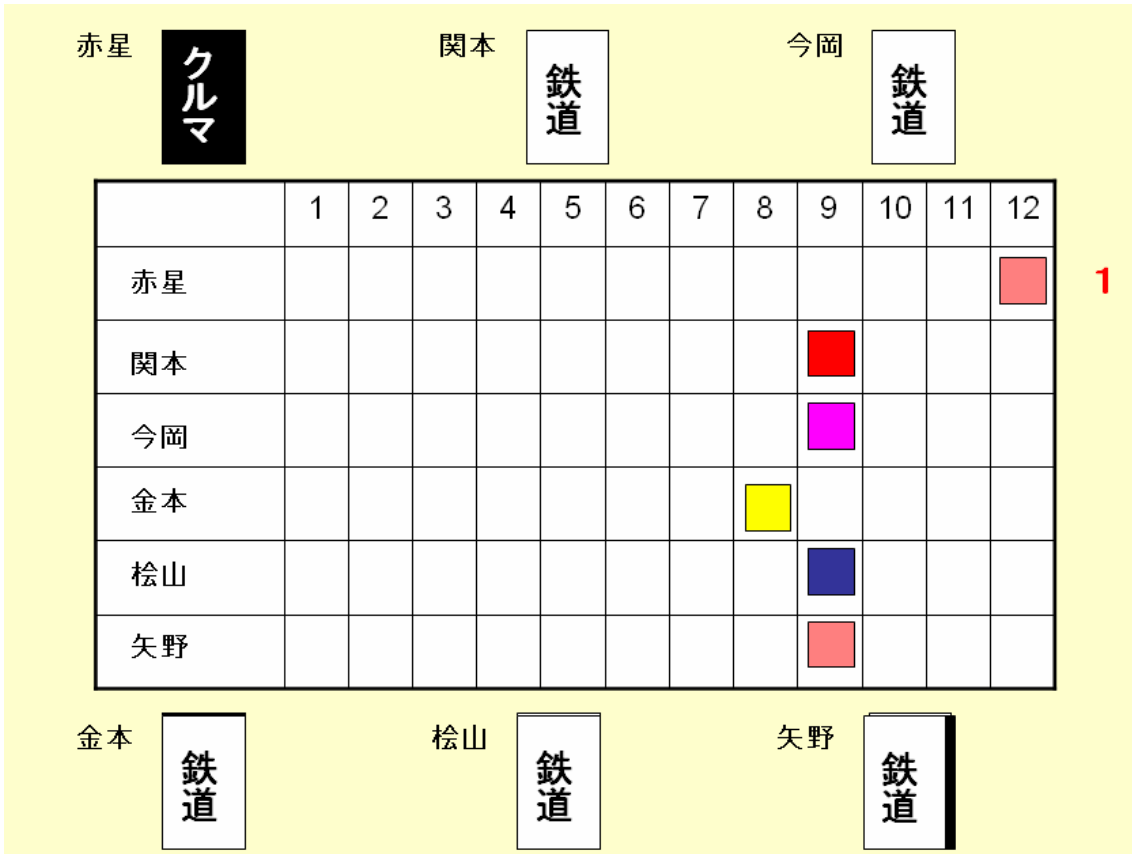 赤星 クルマ 関本 鉄道 今岡 鉄道
1 2 3 4 5 6 7 8 9 10 11 12
赤星 1
関本
今岡
金本
桧山
矢野
金本 鉄道 桧山 鉄道 矢野 鉄道